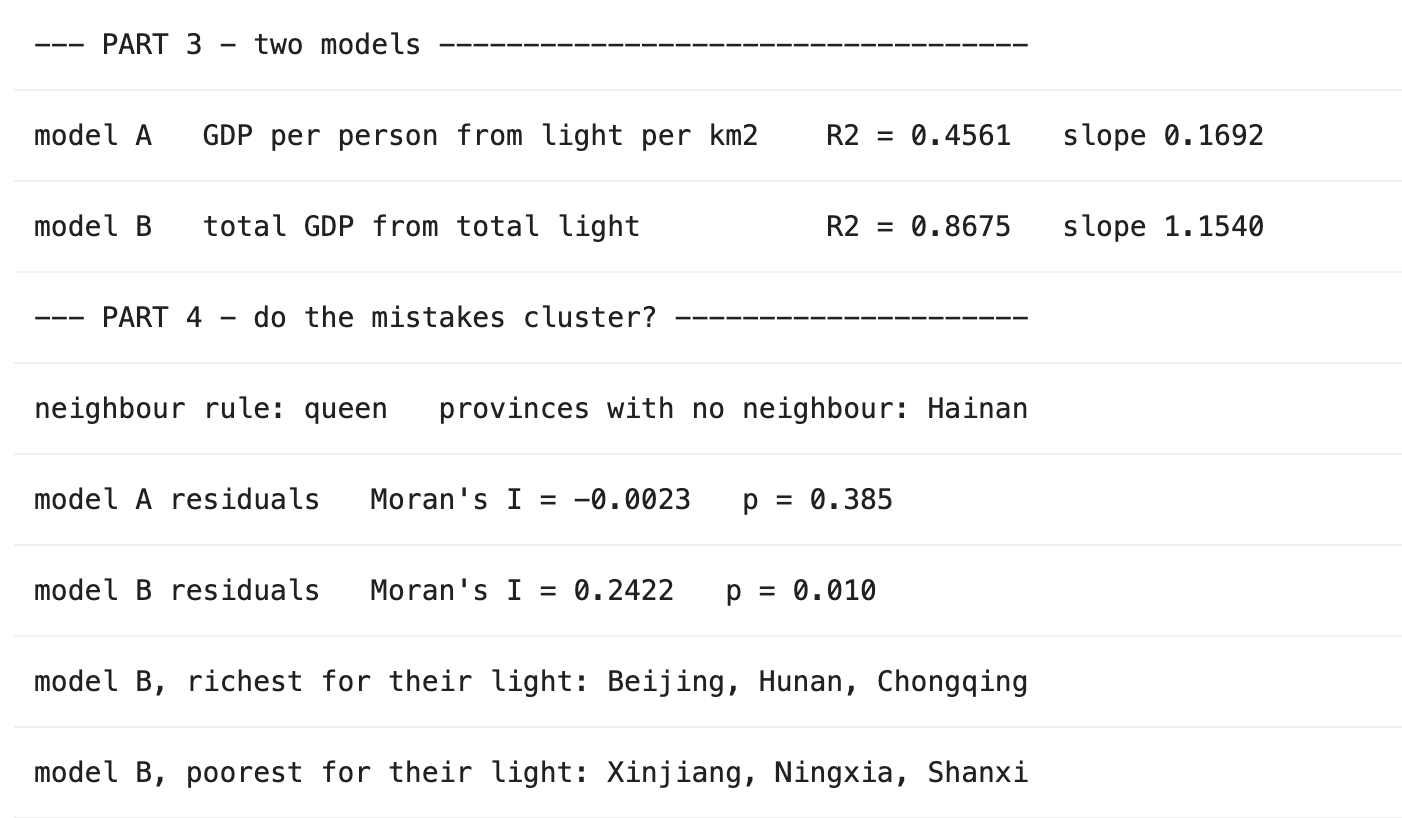 --- PART 3 - two models -----------------------------------
model A   GDP per person from light per km2    R2 = 0.4561   slope 0.1692
model B   total GDP from total light           R2 = 0.8675   slope 1.1540
--- PART 4 - do the mistakes cluster? ---------------------
neighbour rule: queen   provinces with no neighbour: Hainan
model A residuals   Moran's I = -0.0023   p = 0.385
model B residuals   Moran's I = 0.2422   p = 0.010
model B, richest for their light: Beijing, Hunan, Chongqing
model B, poorest for their light: Xinjiang, Ningxia, Shanxi